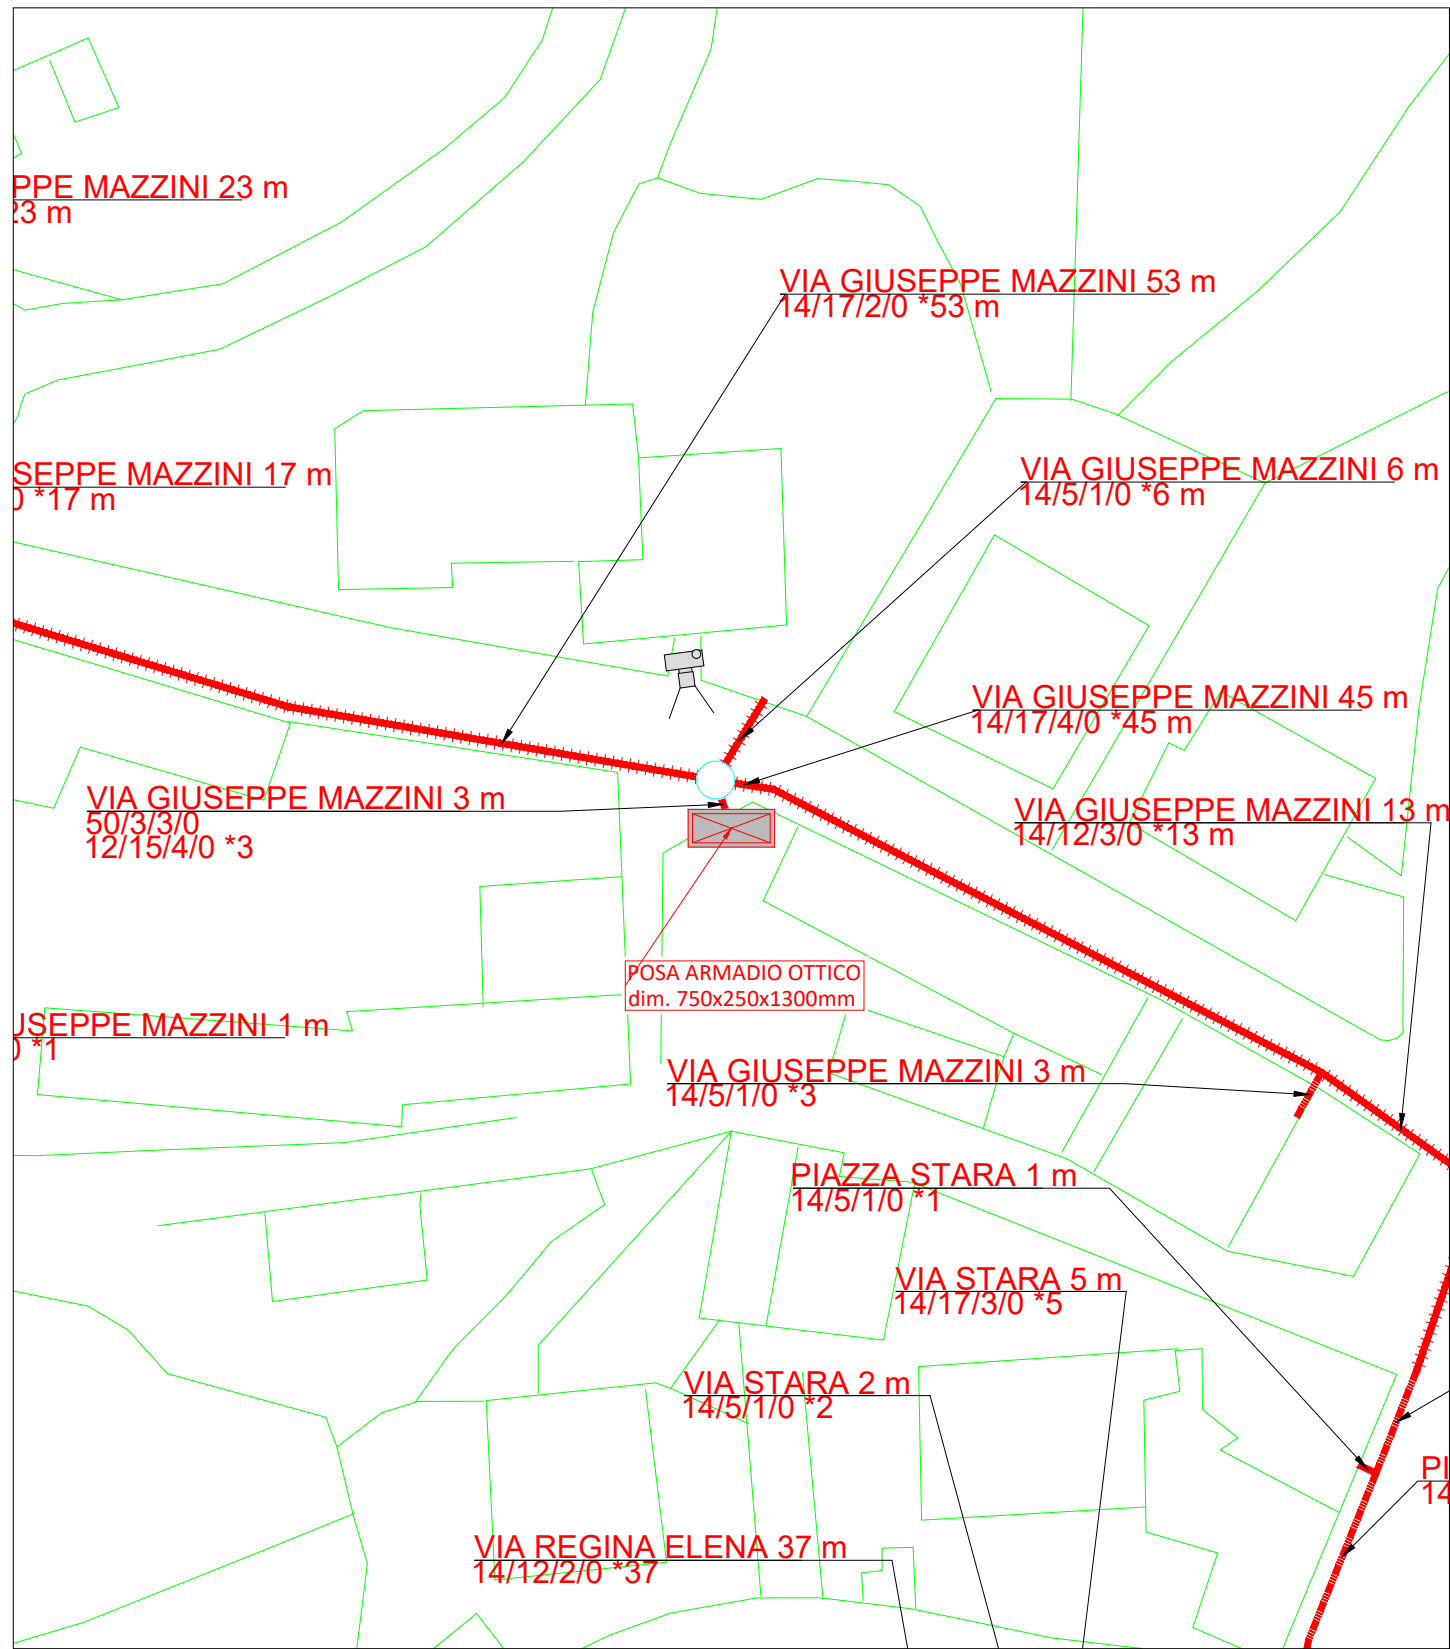 PPE MAZZINI 23 m
23 m
VIA GIUSEPPE MAZZINI 53 m
14/17/2/0 *53 m
SEPPE MAZZINI 17 m
0 *17 m
VIA GIUSEPPE MAZZINI 6 m
14/5/1/0 *6 m
VIA GIUSEPPE MAZZINI 45 m
14/17/4/0 *45 m
VIA GIUSEPPE MAZZINI 3 m
50/3/3/0
12/15/4/0 *3
VIA GIUSEPPE MAZZINI 13 m
14/12/3/0 *13 m
POSA ARMADIO OTTICO
dim. 750x250x1300mm
USEPPE MAZZINI 1 m
0 *1
VIA GIUSEPPE MAZZINI 3 m
14/5/1/0 *3
PIAZZA STARA 1 m
14/5/1/0 *1
VIA STARA 5 m
14/17/3/0 *5
VIA STARA 2 m
14/5/1/0 *2
PI
14
VIA REGINA ELENA 37 m
14/12/2/0 *37